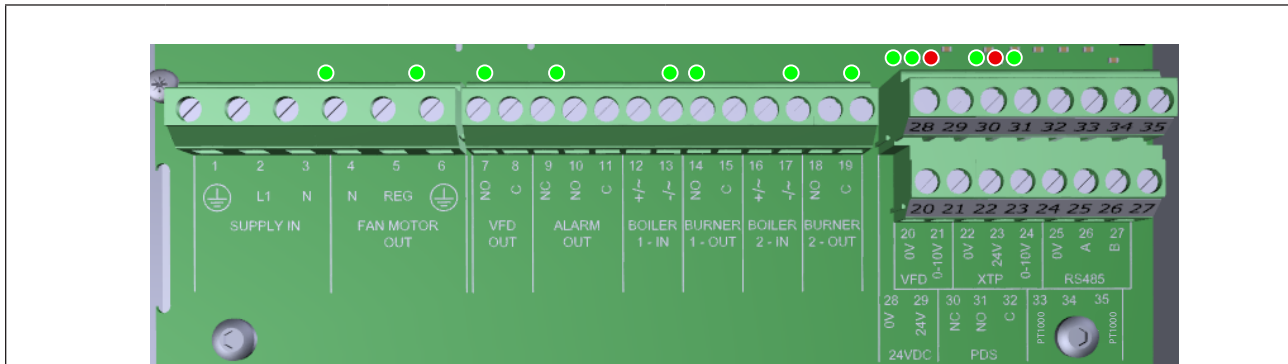 28 29 30 31 32 33 34 35
20 21 22 23 24 25 26 27
1 2 3 4 5 6 7 8 9 10 11 12 13 14 15 16 17 18 19
L1 N N REG NO C NC NO C +/~ -/~ NO C +/~ -/~ NO C
SUPPLY IN
FAN MOTOR
OUT
VFD
OUT
ALARM
OUT
BOILER
1 - IN
BURNER
1 - OUT
BOILER
2 - IN
BURNER
2 - OUT
20 21 22 23 24 25 26 27
0V 0-10V 0V 24V 0-10V 0V A B
VFD XTP RS485
28 29 30 31 32 33 34 35
0V 24V NC NO C PT1000 PT1000
24VDC PDS